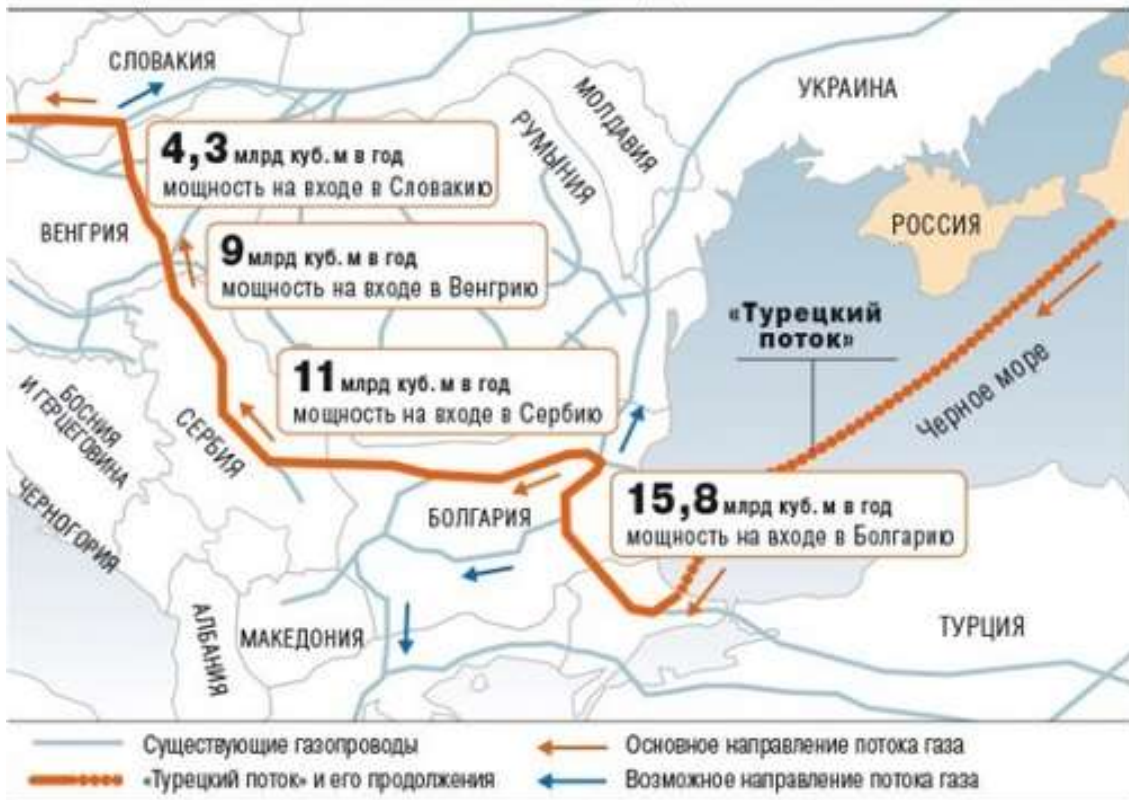 СЛОВАКИЯ
УКРАИНА
МОЛДАВИЯ
РУМЫНИЯ
4,3 млрд куб. м в год
мощность на входе в Словакию
ВЕНГРИЯ
РОССИЯ
9 млрд куб. м в год
мощность на входе в Венгрию
«Турецкий
поток»
Черное море
11 млрд куб. м в год
мощность на входе в Сербию
БОСНИЯ
И ГЕРЦЕГОВИНА
СЕРБИЯ
ЧЕРНОГОРИЯ
БОЛГАРИЯ
15,8 млрд куб. м в год
мощность на входе в Болгарию
АЛБАНИЯ
МАКЕДОНИЯ
ТУРЦИЯ
Существующие газопроводы
Основное направление потока газа
«Турецкий поток» и его продолжения
Возможное направление потока газа